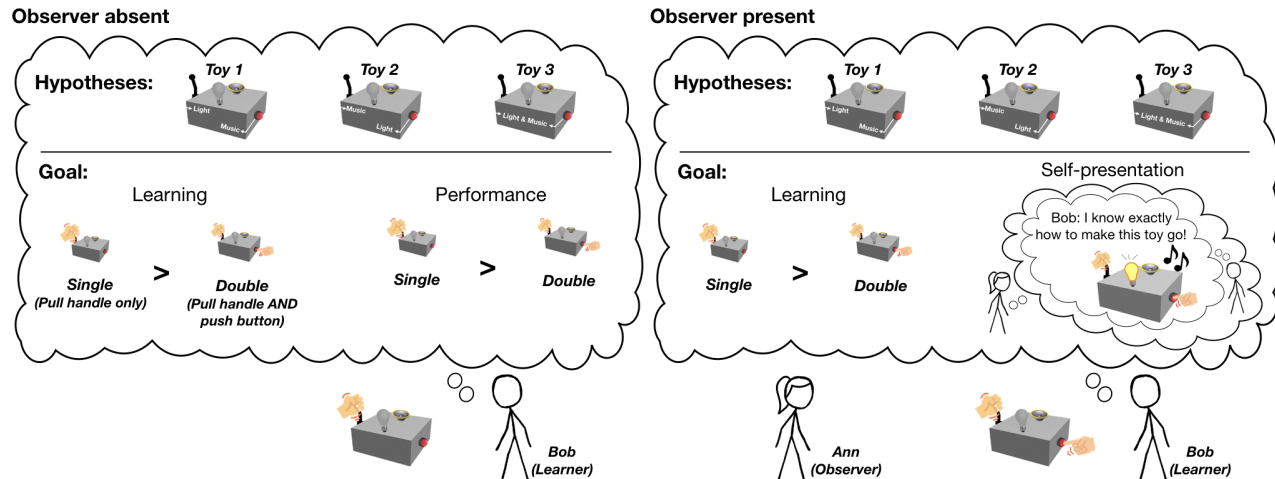 Observer absent
Hypotheses:
Toy 1
Toy 2
Toy 3
Light
Music
Music
Light
Light & Music
Goal:
Learning
Performance
Single
(Pull handle only)
>
Double
(Pull handle AND
push button)
Single
>
Double
Bob
(Learner)
Observer present
Hypotheses:
Toy 1
Toy 2
Toy 3
Light
Music
Music
Light
Light & Music
Goal:
Learning
Self-presentation
Single
>
Double
Bob: I know exactly
how to make this toy go!
Ann
(Observer)
Bob
(Learner)